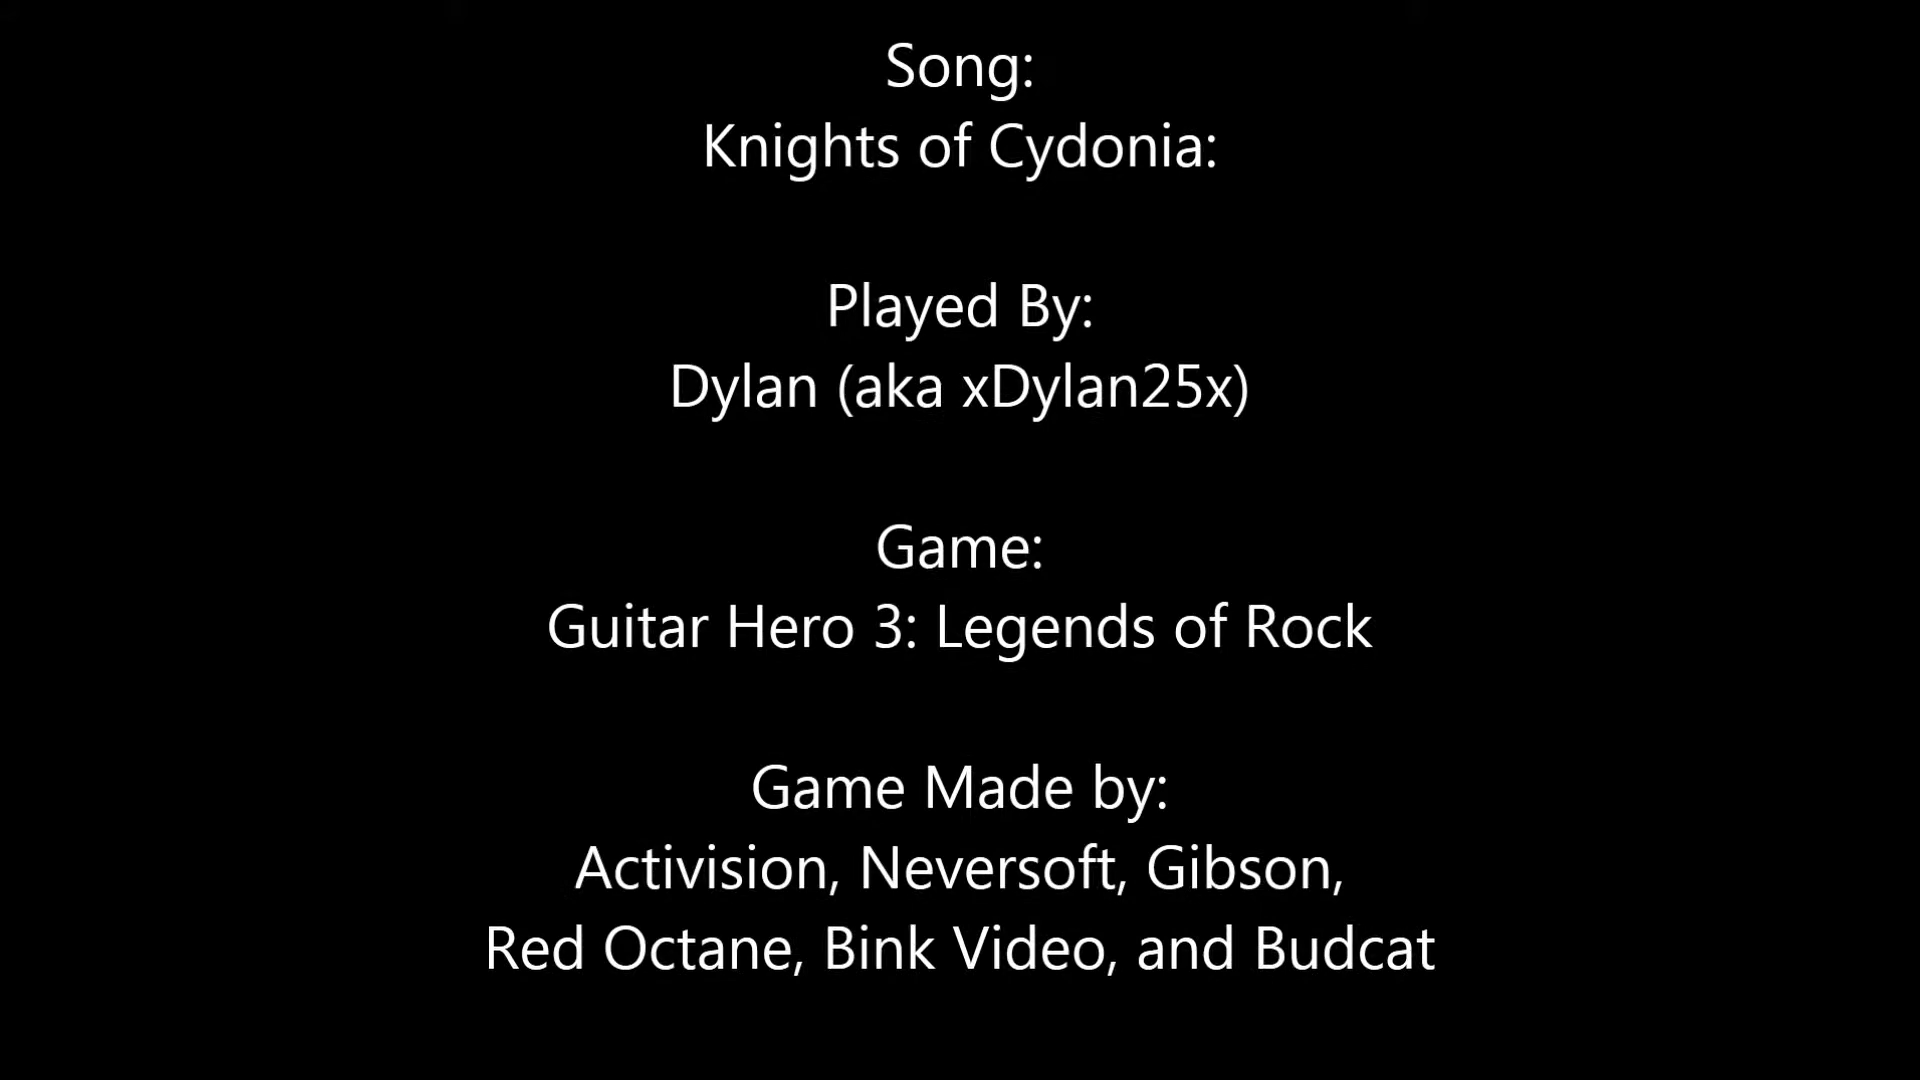 Song:
Knights of Cydonia:
Played By:
Dylan (aka xDylan25x)
Game:
Guitar Hero 3: Legends of Rock
Game Made by:
Activision, Neversoft, Gibson,
Red Octane, Bink Video, and Budcat